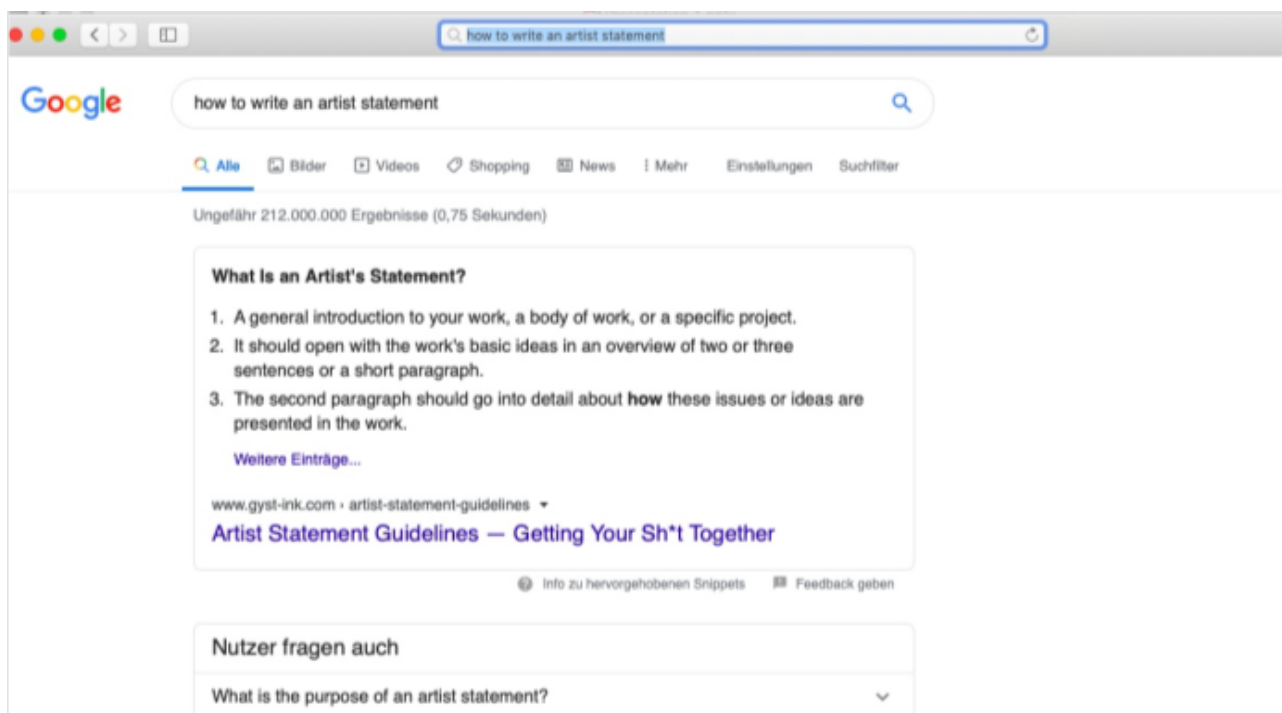 how to write an artist statement
Google
how to write an artist statement
Alle Bilder Videos Shopping News Mehr Einstellungen Suchfilter
Ungefähr 212.000.000 Ergebnisse (0,75 Sekunden)
What Is an Artist's Statement?
1. A general introduction to your work, a body of work, or a specific project.
2. It should open with the work's basic ideas in an overview of two or three
sentences or a short paragraph.
3. The second paragraph should go into detail about how these issues or ideas are
presented in the work.
Weitere Einträge...
www.gyst-ink.com › artist-statement-guidelines
Artist Statement Guidelines — Getting Your Sh*t Together
Info zu hervorgehobenen Snippets Feedback geben
Nutzer fragen auch
What is the purpose of an artist statement?